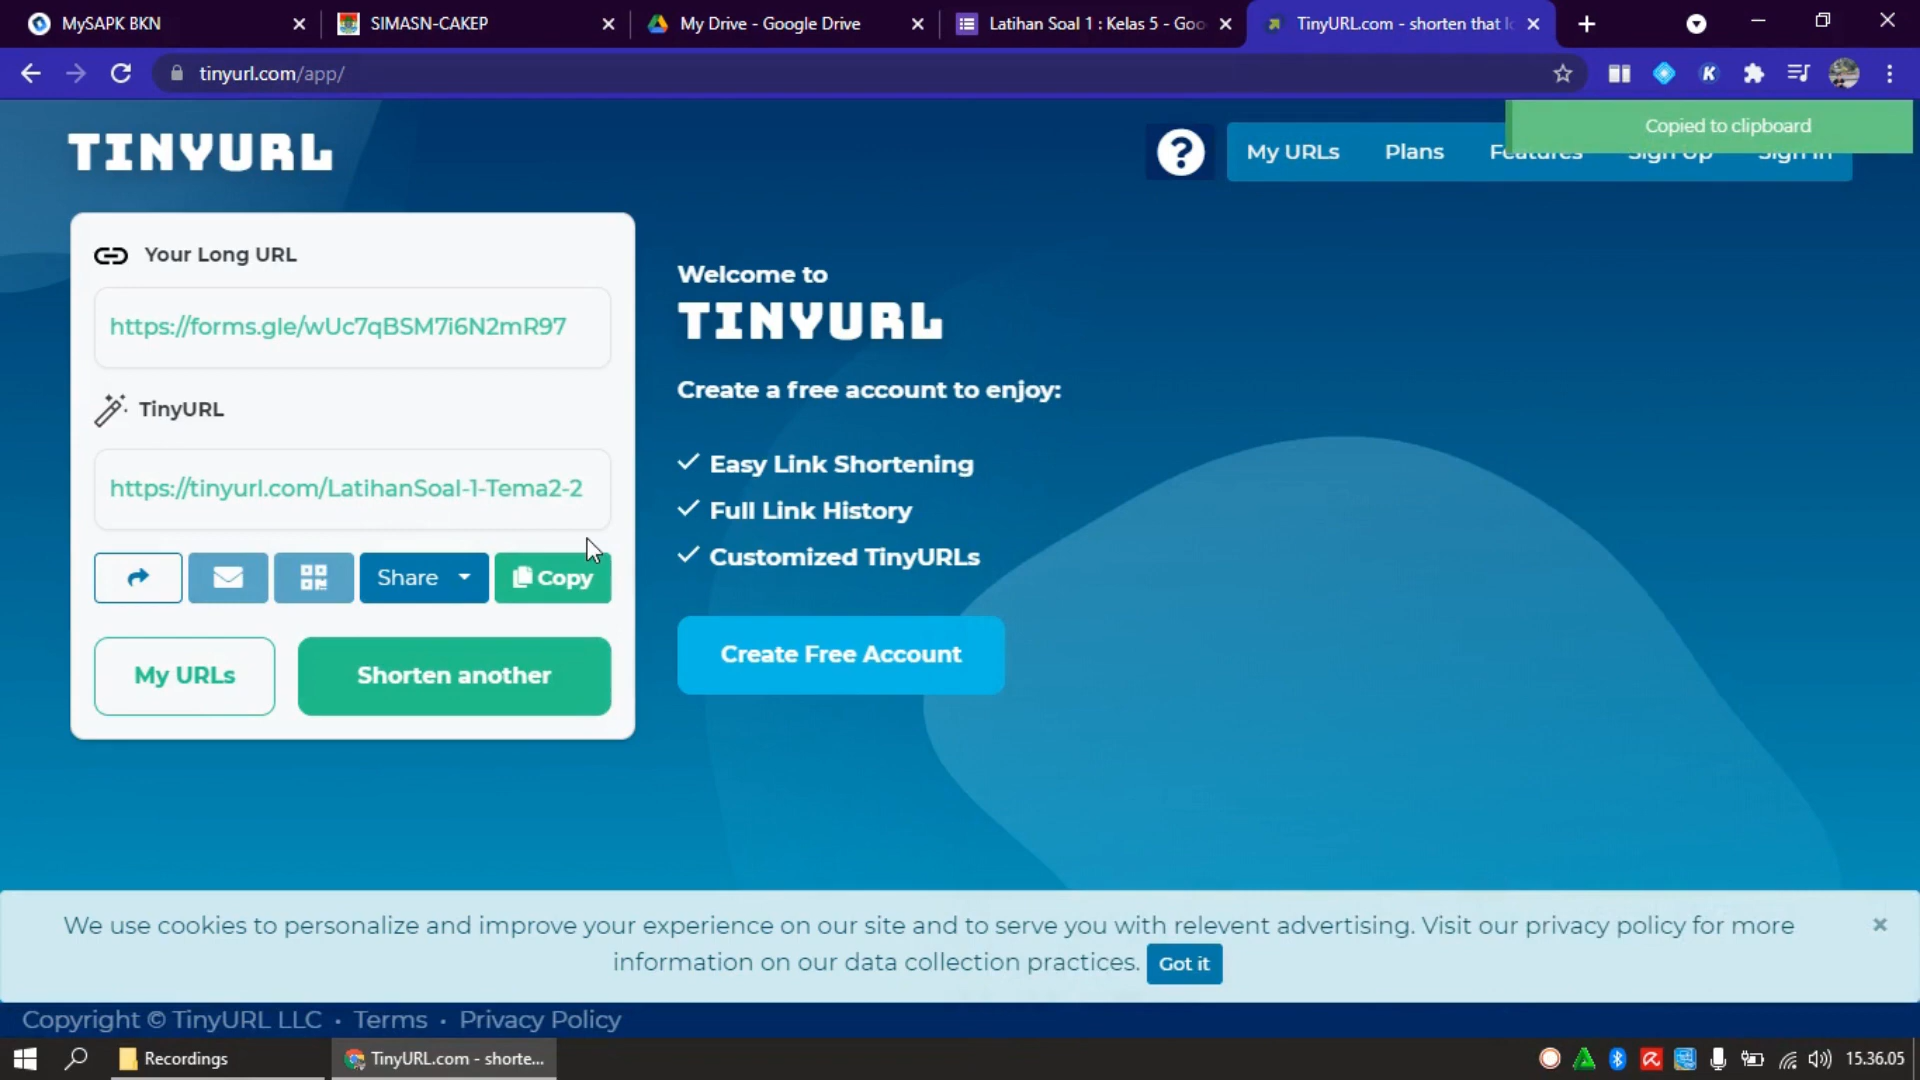 MySAPK BKN
SIMASN-CAKEP
My Drive - Google Drive
Latihan Soal 1 : Kelas 5 - Goo
TinyURL.com - shorten that l
tinyurl.com/app/
Copied to clipboard
TINYURL
?
My URLs
Plans
Features
Sign Up
Sign In
Your Long URL
https://forms.gle/wUc7qBSM7i6N2mR97
TinyURL
https://tinyurl.com/LatihanSoal-1-Tema2-2
Share
Copy
My URLs
Shorten another
Welcome to
TINYURL
Create a free account to enjoy:
Easy Link Shortening
Full Link History
Customized TinyURLs
Create Free Account
We use cookies to personalize and improve your experience on our site and to serve you with relevent advertising. Visit our privacy policy for more
information on our data collection practices. Got it
Copyright © TinyURL LLC • Terms • Privacy Policy
Recordings
TinyURL.com - shorte...
15.36.05